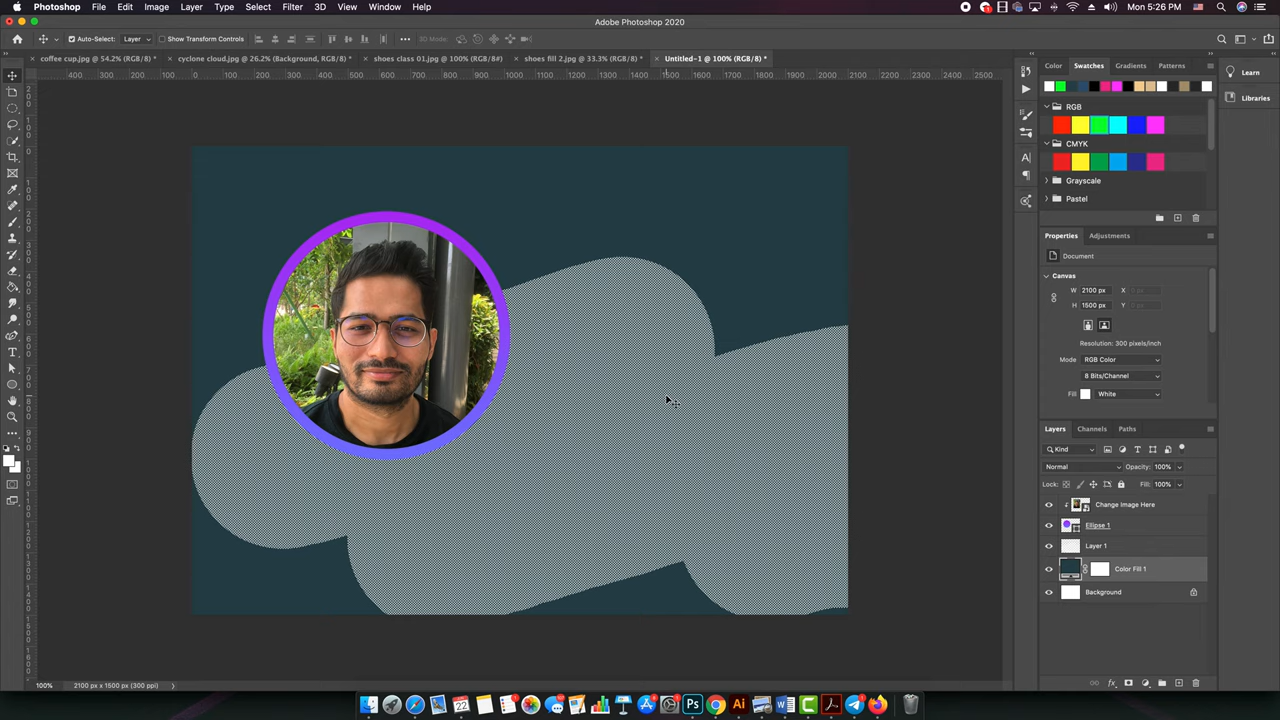 Photoshop File Edit Image Layer Type Select Filter 3D View Window Help
Mon 5:26 PM
Adobe Photoshop 2020
Auto-Select: Layer Show Transform Controls 3D Mode:
coffee cup.jpg @ 54.2% (RGB/8) * cyclone cloud.jpg @ 26.2% (Background, RGB/8) * shoes class 01.jpg @ 100% (RGB/8#) shoes fill 2.jpg @ 33.3% (RGB/8) * Untitled-1 @ 100% (RGB/8) *
Color Swatches Gradients Patterns
Learn
Libraries
RGB
CMYK
Grayscale
Pastel
Properties Adjustments
Document
Canvas
W 2100 px X
H 1500 px Y
Resolution: 300 pixels/inch
Mode RGB Color
8 Bits/Channel
Fill White
Layers Channels Paths
Kind
Normal Opacity: 100%
Lock: Fill: 100%
Change Image Here
Ellipse 1
Layer 1
Color Fill 1
Background
100% 2100 px x 1500 px (300 ppi)